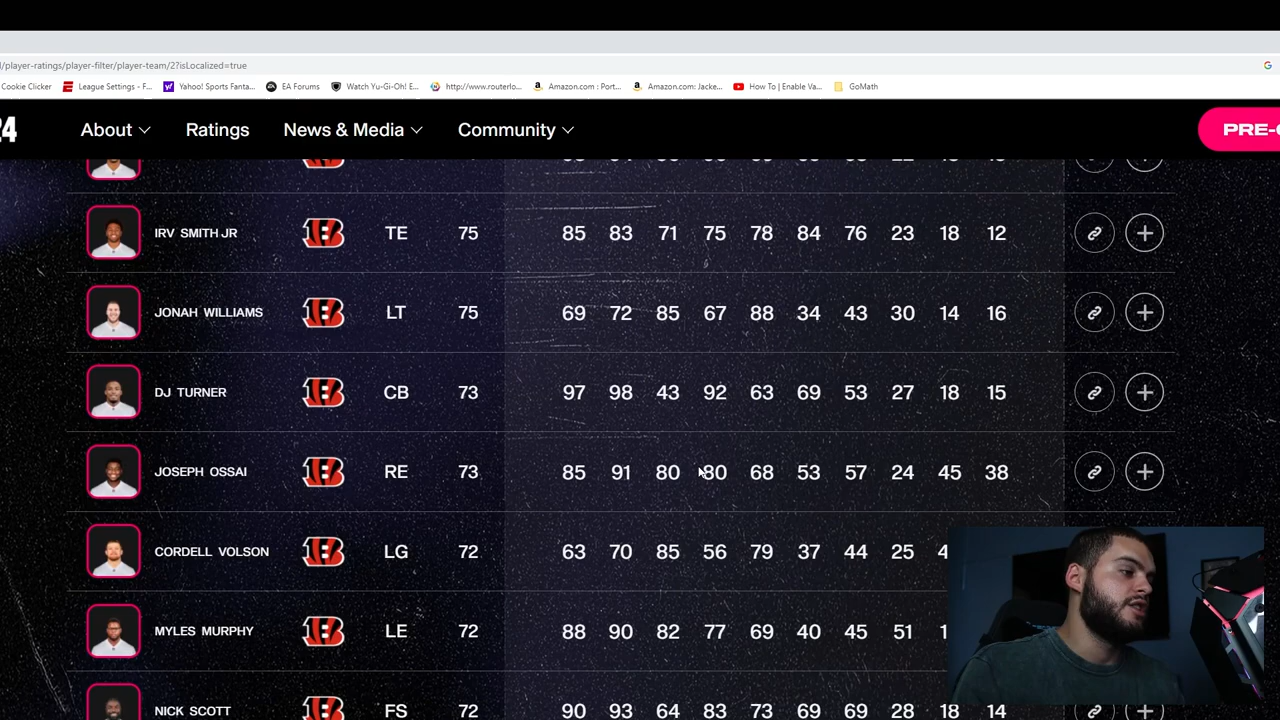 /player-ratings/player-filter/player-team/2?isLocalized=true
Cookie Clicker League Settings - F... Yahoo! Sports Fanta... EA Forums Watch Yu-Gi-Oh! E... http://www.routerlo... Amazon.com : Port... Amazon.com: Jacke... How To | Enable Va... GoMath
24 About Ratings News & Media Community PRE-
IRV SMITH JR TE 75 85 83 71 75 78 84 76 23 18 12
JONAH WILLIAMS LT 75 69 72 85 67 88 34 43 30 14 16
DJ TURNER CB 73 97 98 43 92 63 69 53 27 18 15
JOSEPH OSSAI RE 73 85 91 80 80 68 53 57 24 45 38
CORDELL VOLSON LG 72 63 70 85 56 79 37 44 25 4
MYLES MURPHY LE 72 88 90 82 77 69 40 45 51 1
NICK SCOTT FS 72 90 93 64 83 73 69 69 28 18 14